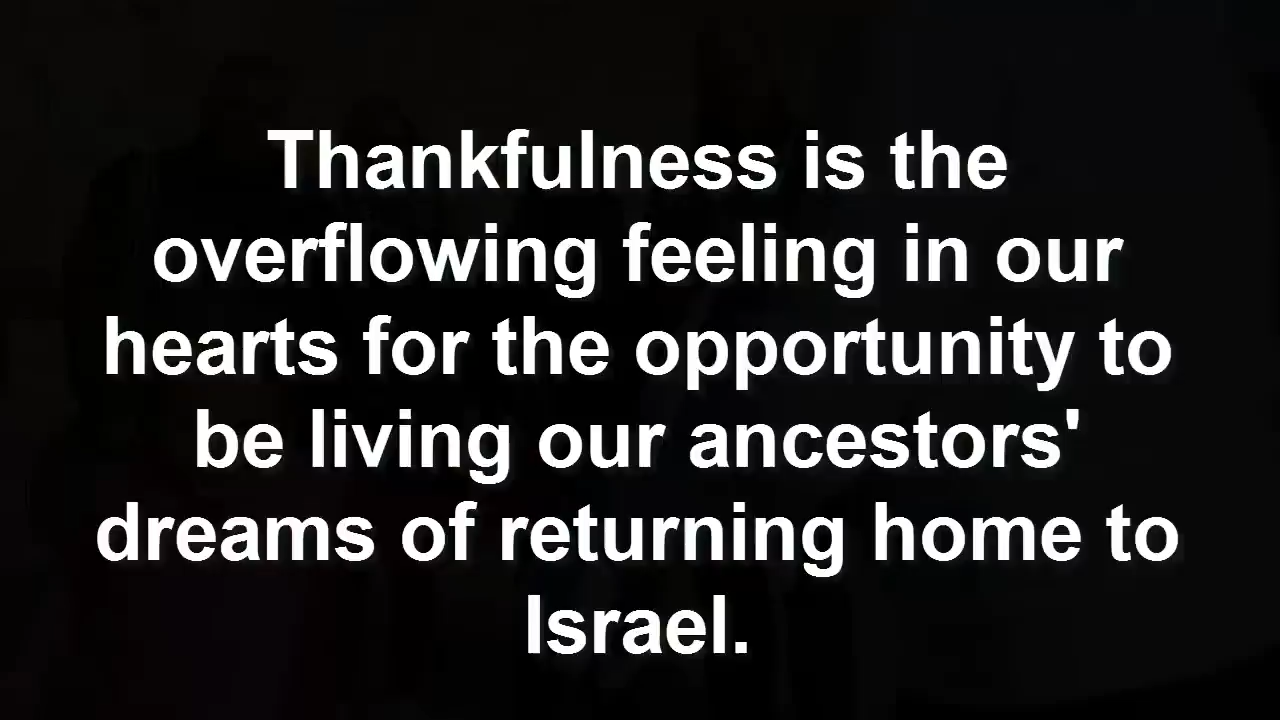 Thankfulness is the
overflowing feeling in our
hearts for the opportunity to
be living our ancestors'
dreams of returning home to
Israel.